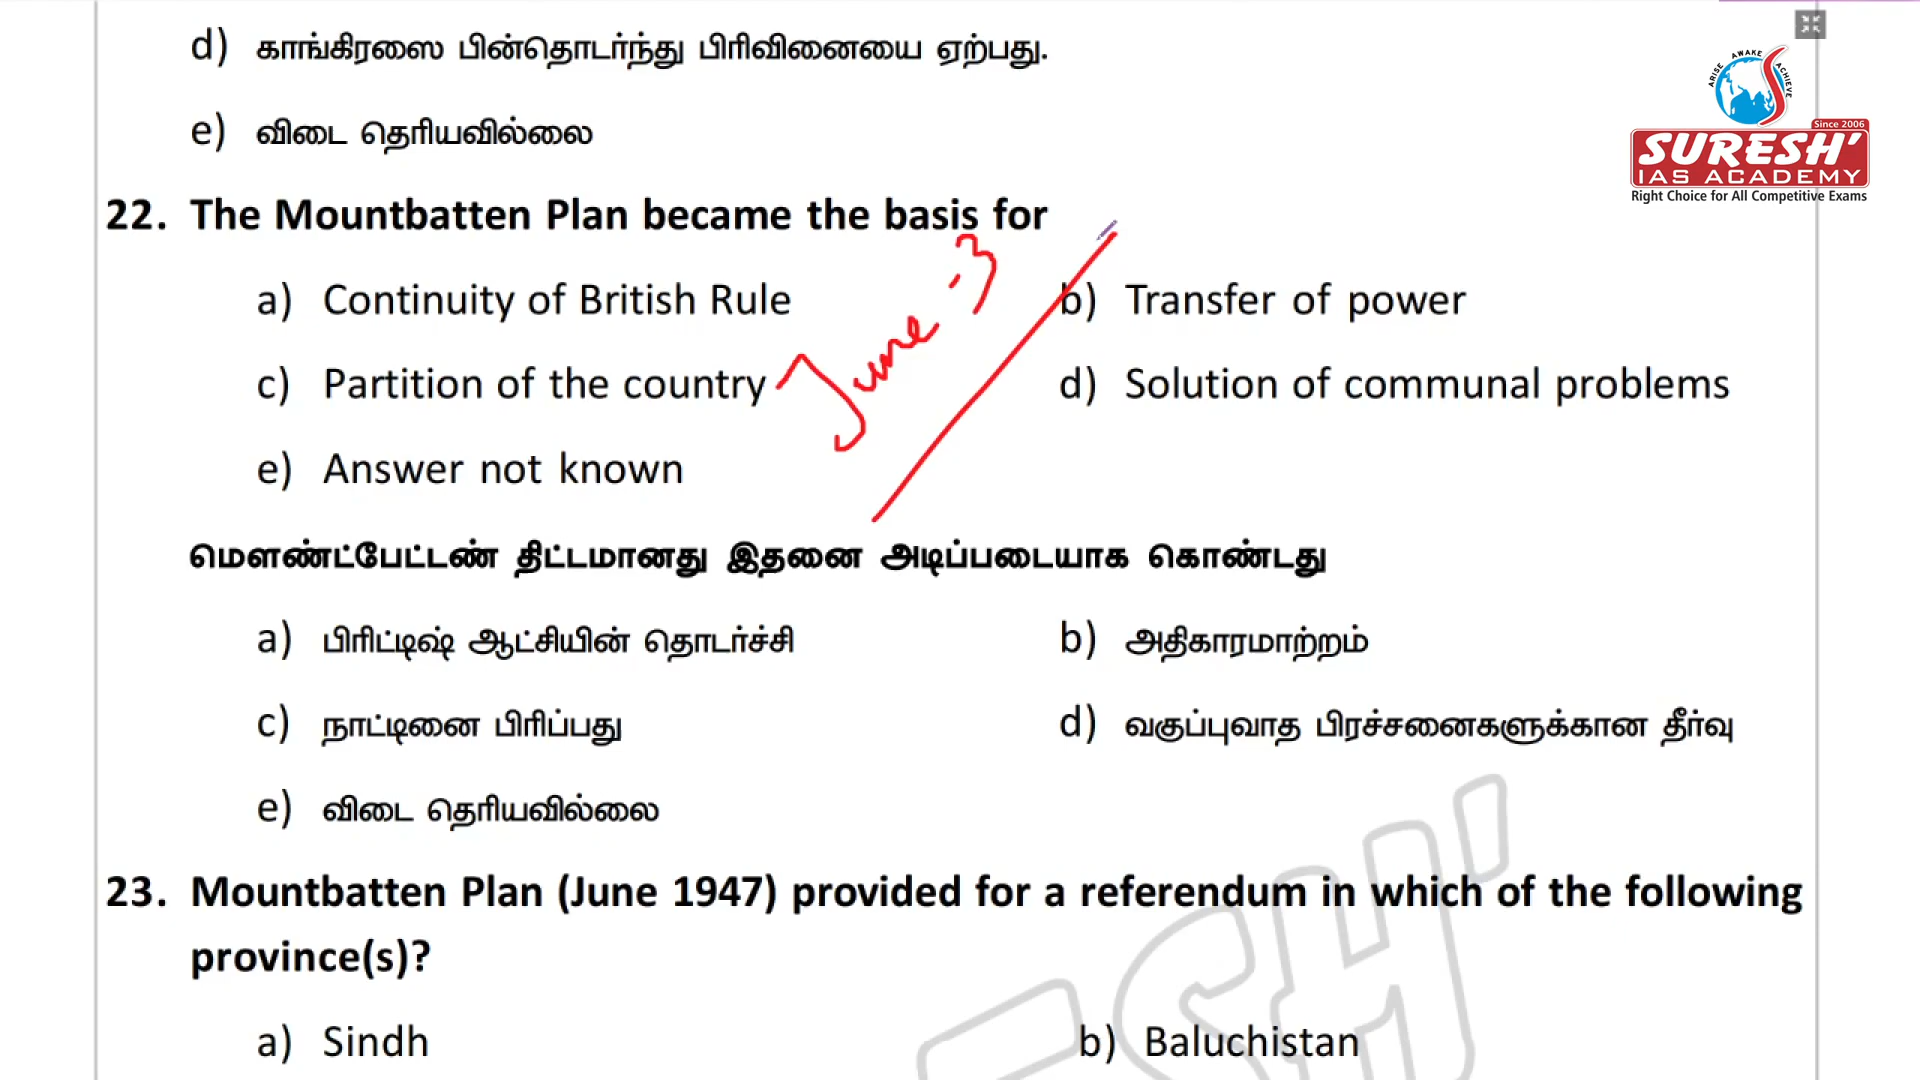 d) காங்கிரஸை பின்தொடர்ந்து பிரிவினையை ஏற்பது.
e) விடை தெரியவில்லை
ARISE AWAKE ACHIEVE
Since 2006
SURESH'
IAS ACADEMY
Right Choice for All Competitive Exams
22. The Mountbatten Plan became the basis for
a) Continuity of British Rule b) Transfer of power
c) Partition of the country d) Solution of communal problems
June - 3
e) Answer not known
மௌண்ட்பேட்டண் திட்டமானது இதனை அடிப்படையாக கொண்டது
a) பிரிட்டிஷ் ஆட்சியின் தொடர்ச்சி b) அதிகாரமாற்றம்
c) நாட்டினை பிரிப்பது d) வகுப்புவாத பிரச்சனைகளுக்கான தீர்வு
e) விடை தெரியவில்லை
23. Mountbatten Plan (June 1947) provided for a referendum in which of the following
province(s)?
a) Sindh b) Baluchistan
ESH'